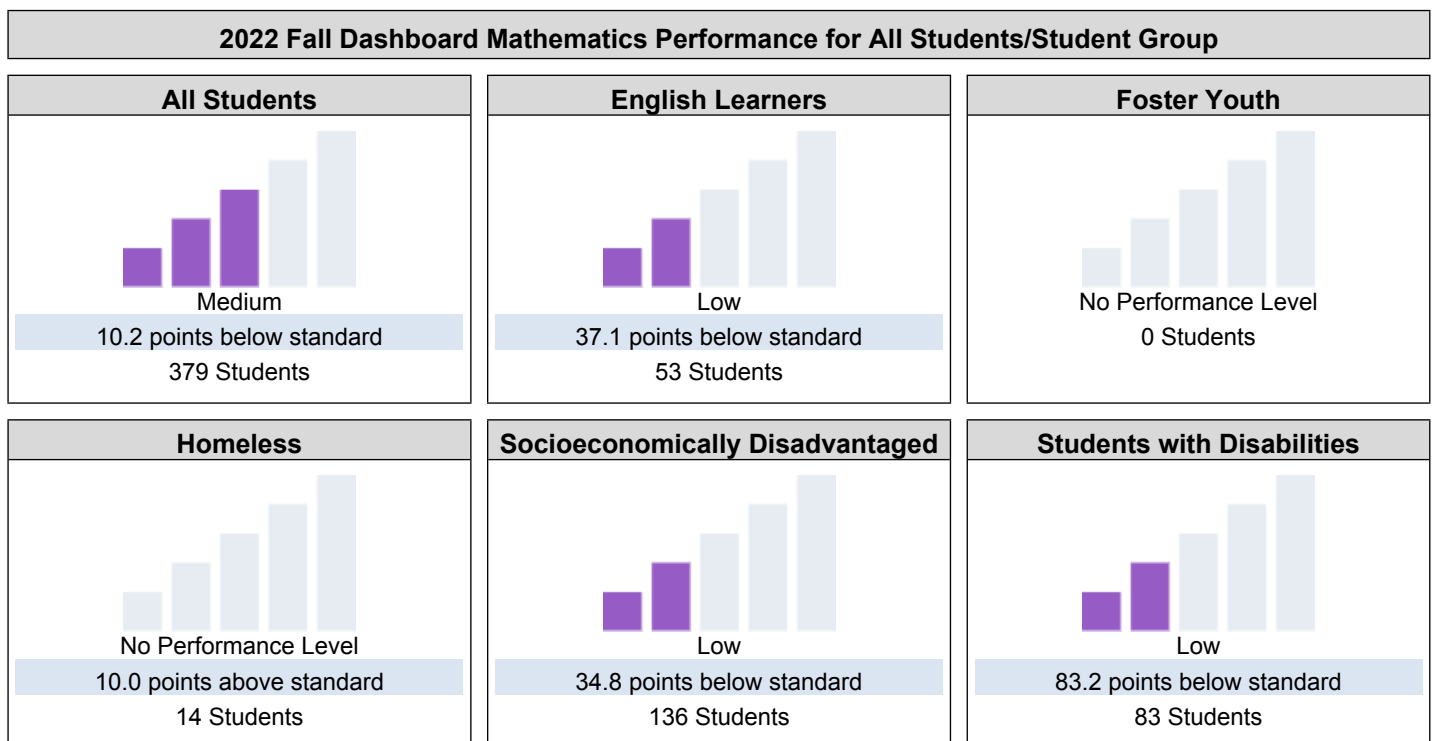 2022 Fall Dashboard Mathematics Performance for All Students/Student Group
All Students
Medium
10.2 points below standard
379 Students
English Learners
Low
37.1 points below standard
53 Students
Foster Youth
No Performance Level
0 Students
Homeless
No Performance Level
10.0 points above standard
14 Students
Socioeconomically Disadvantaged
Low
34.8 points below standard
136 Students
Students with Disabilities
Low
83.2 points below standard
83 Students